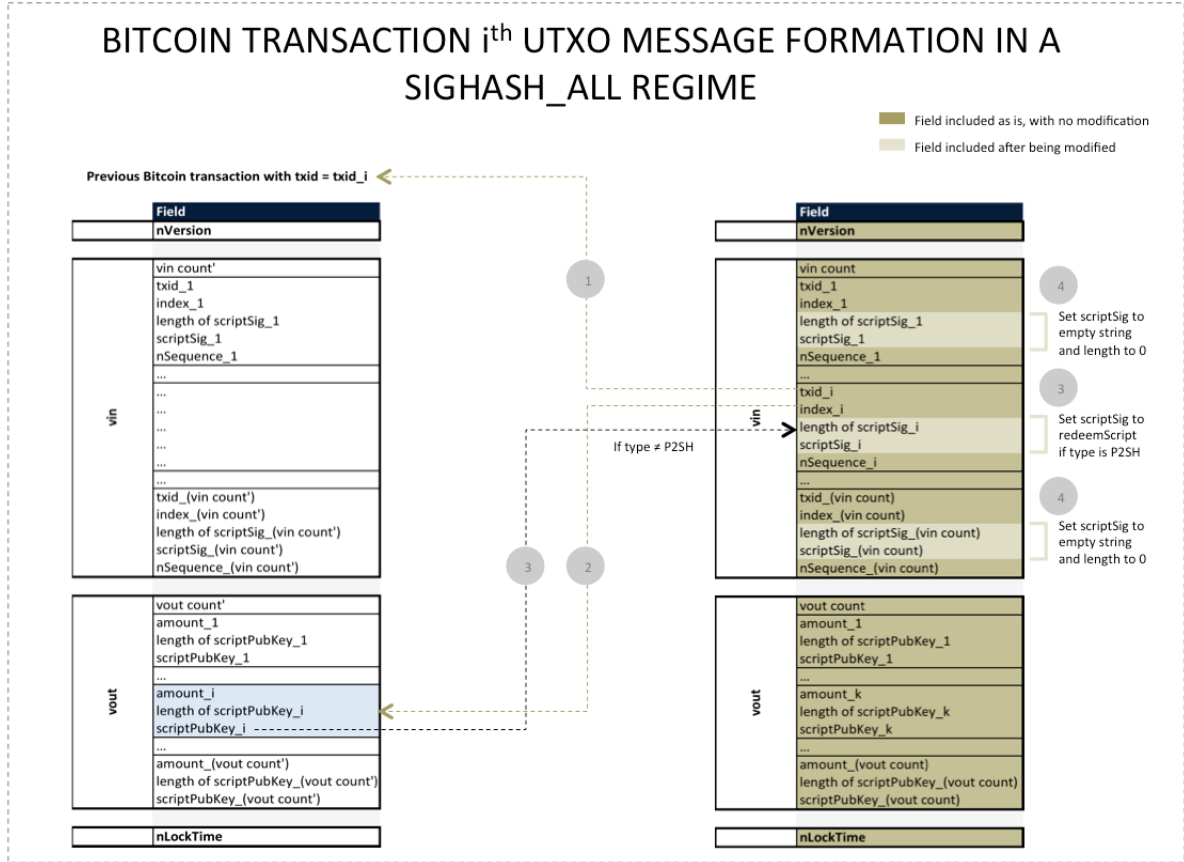 BITCOIN TRANSACTION ith UTXO MESSAGE FORMATION IN A
SIGHASH_ALL REGIME
Field included as is, with no modification
Field included after being modified
Previous Bitcoin transaction with txid = txid_i
Field
nVersion
vin
vin count'
txid_1
index_1
length of scriptSig_1
scriptSig_1
nSequence_1
...
...
...
...
...
...
...
txid_(vin count')
index_(vin count')
length of scriptSig_(vin count')
scriptSig_(vin count')
nSequence_(vin count')
vout
vout count'
amount_1
length of scriptPubKey_1
scriptPubKey_1
...
amount_i
length of scriptPubKey_i
scriptPubKey_i
...
amount_(vout count')
length of scriptPubKey_(vout count')
scriptPubKey_(vout count')
nLockTime
1
3
2
If type ≠ P2SH
Field
nVersion
vin
vin count
txid_1
index_1
length of scriptSig_1
scriptSig_1
nSequence_1
...
txid_i
index_i
length of scriptSig_i
scriptSig_i
nSequence_i
...
txid_(vin count)
index_(vin count)
length of scriptSig_(vin count)
scriptSig_(vin count)
nSequence_(vin count)
vout
vout count
amount_1
length of scriptPubKey_1
scriptPubKey_1
...
amount_k
length of scriptPubKey_k
scriptPubKey_k
...
amount_(vout count)
length of scriptPubKey_(vout count)
scriptPubKey_(vout count)
nLockTime
4
Set scriptSig to
empty string
and length to 0
3
Set scriptSig to
redeemScript
if type is P2SH
4
Set scriptSig to
empty string
and length to 0